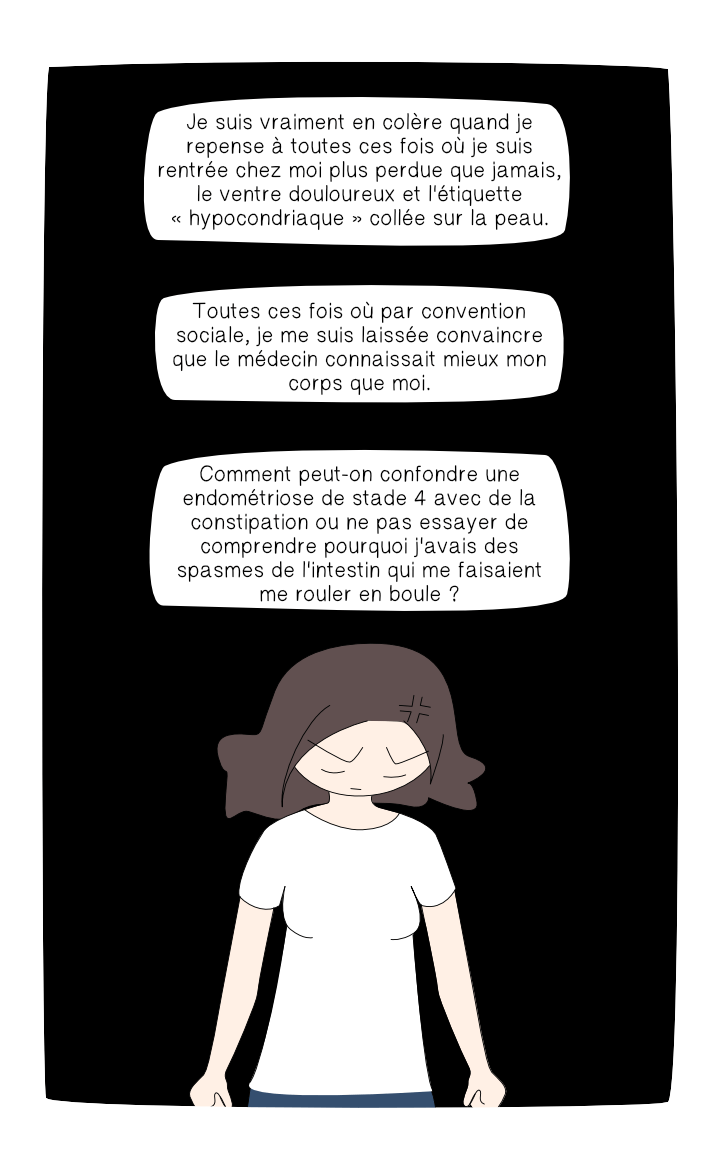 Je suis vraiment en colère quand je
repense à toutes ces fois où je suis
rentrée chez moi plus perdue que jamais,
le ventre douloureux et l'étiquette
« hypocondriaque » collée sur la peau.
Toutes ces fois où par convention
sociale, je me suis laissée convaincre
que le médecin connaissait mieux mon
corps que moi.
Comment peut-on confondre une
endométriose de stade 4 avec de la
constipation ou ne pas essayer de
comprendre pourquoi j'avais des
spasmes de l'intestin qui me faisaient
me rouler en boule ?